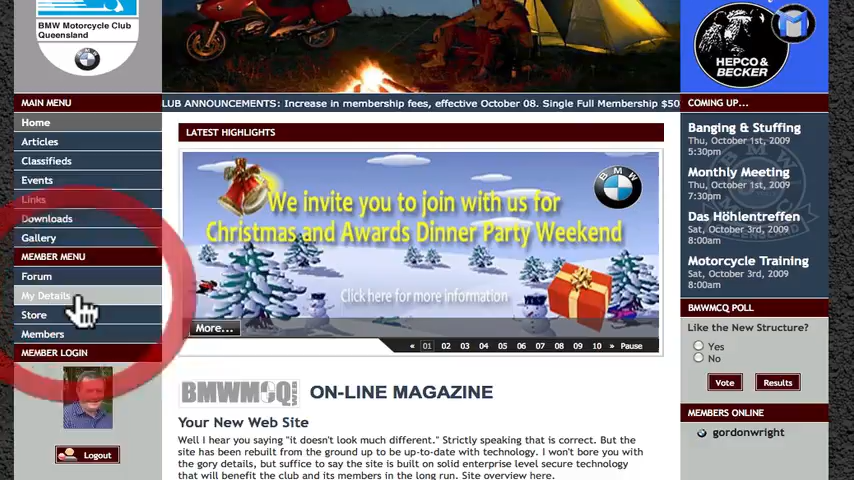 BMW Motorcycle Club
Queensland
BMW
HEPCO &
BECKER
MAIN MENU
Home
Articles
Classifieds
Events
Links
Downloads
Gallery
MEMBER MENU
Forum
My Details
Store
Members
MEMBER LOGIN
Logout
LUB ANNOUNCEMENTS: Increase in membership fees, effective October 08. Single Full Membership $50
LATEST HIGHLIGHTS
BMW
We invite you to join with us for
Christmas and Awards Dinner Party Weekend
Click here for more information
More...
« 01 02 03 04 05 06 07 08 09 10 » Pause
BMWMCQ WEB ON-LINE MAGAZINE
Your New Web Site
Well I hear you saying "it doesn't look much different." Strictly speaking that is correct. But the
site has been rebuilt from the ground up to be up-to-date with technology. I won't bore you with
the gory details, but suffice to say the site is built on solid enterprise level secure technology
that will benefit the club and its members in the long run. Site overview here.
COMING UP...
Banging & Stuffing
Thu, October 1st, 2009
5:30pm
Monthly Meeting
Thu, October 1st, 2009
7:30pm
Das Höhlentreffen
Sat, October 3rd, 2009
8:00am
Motorcycle Training
Sat, October 3rd, 2009
8:00am
BMWMCQ POLL
Like the New Structure?
Yes
No
Vote
Results
MEMBERS ONLINE
gordonwright